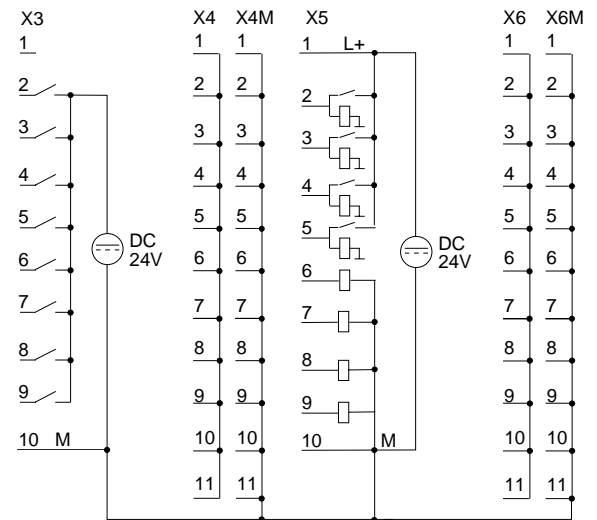 X3 X4 X4M X5 X6 X6M
1 1 1 1 L+ 1 1
2 2 2 2 2 2
3 3 3 3 3 3
4 4 4 4 4 4
5 5 5 5 5 5
DC DC
24V 24V
6 6 6 6 6 6
7 7 7 7 7 7
8 8 8 8 8 8
9 9 9 9 9 9
10 M 10 10 10 M 10 10
11 11 11 11